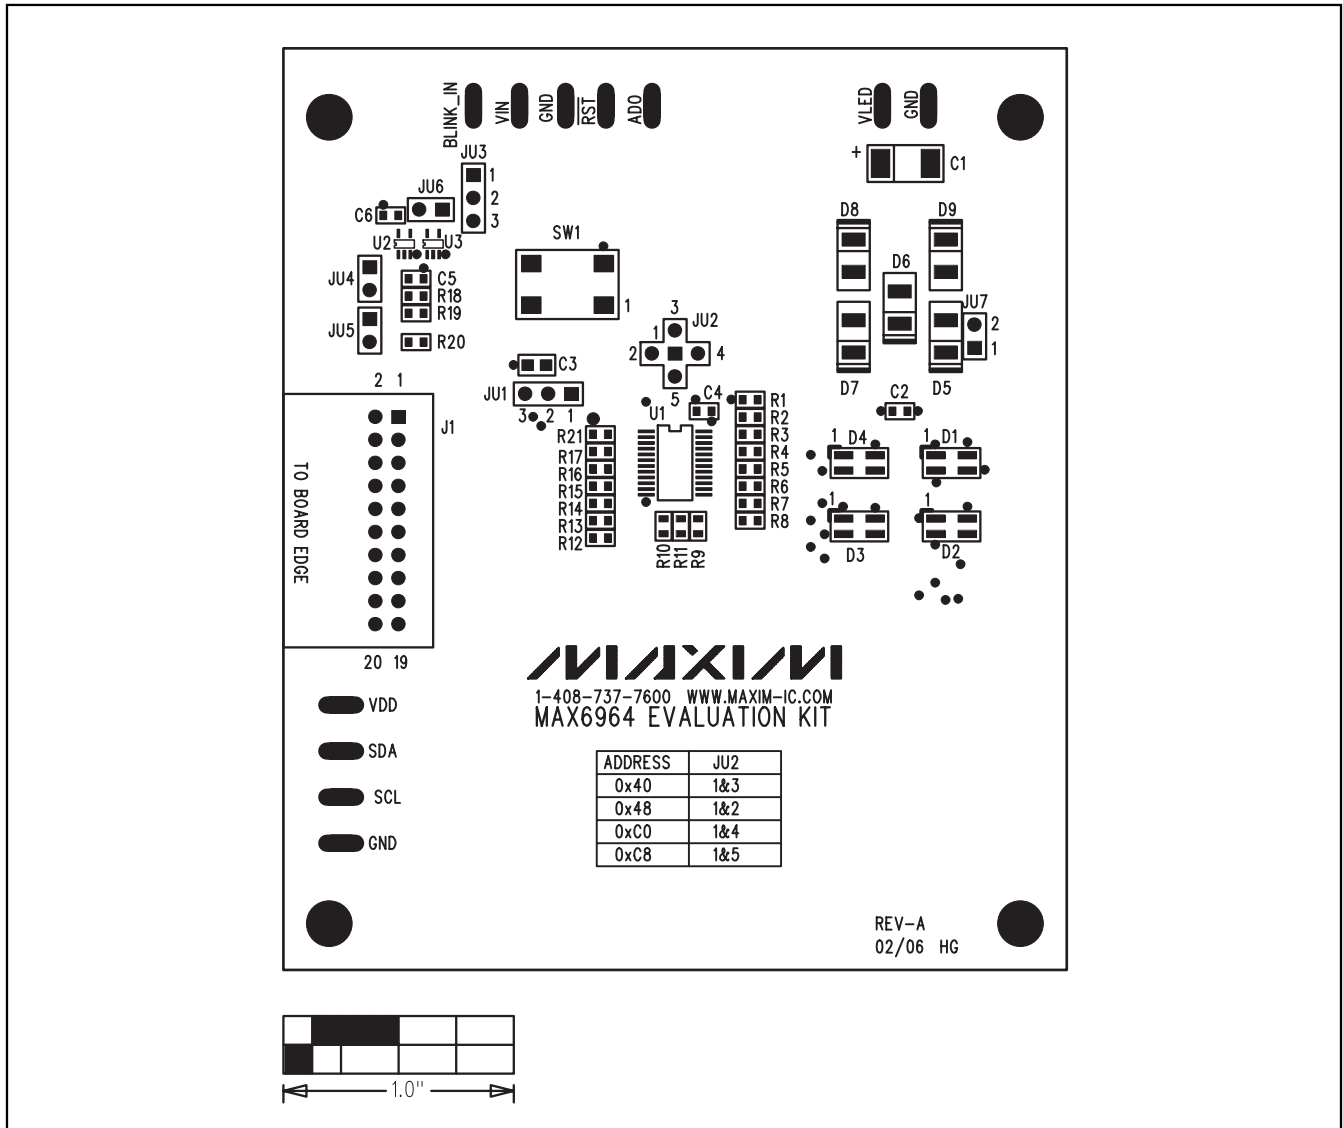 BLINK_IN
VIN
GND
RST
ADO
VLED
GND
JU3
1
2
3
+
C1
JU6
C6
U2
U3
SW1
1
D8
D9
D6
JU7
2
1
D7
D5
JU4
C5
R18
R19
JU5
R20
3
JU2
1
2
4
5
C3
JU1
3 2 1
C4
U1
C2
2 1
J1
TO BOARD EDGE
20 19
R21
R17
R16
R15
R14
R13
R12
R1
R2
R3
R4
R5
R6
R7
R8
R10
R11
R9
1 D4
1 D1
1
D3
1
D2
MAXIM
1-408-737-7600 WWW.MAXIM-IC.COM
MAX6964 EVALUATION KIT
VDD
SDA
SCL
GND
ADDRESS JU2
0x40 1&3
0x48 1&2
0xC0 1&4
0xC8 1&5
REV-A
02/06 HG
1.0"